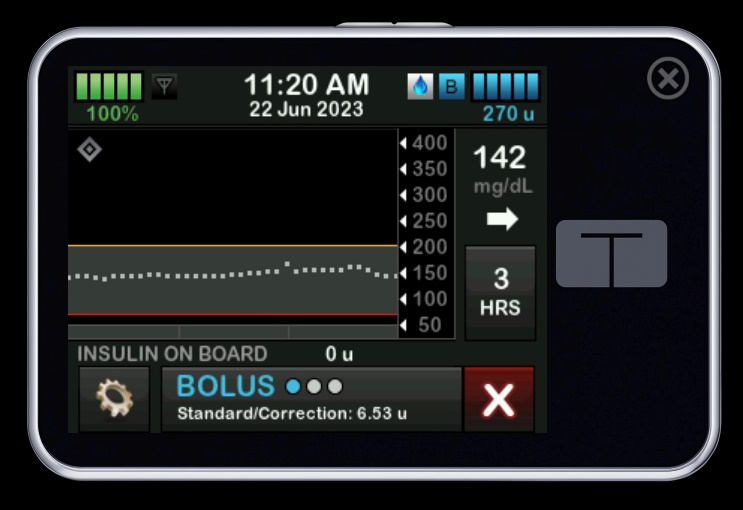 11:20 AM
22 Jun 2023
100%
B
270 u
400
350
300
250
200
150
100
50
142
mg/dL
3
HRS
INSULIN ON BOARD 0 u
BOLUS
Standard/Correction: 6.53 u
X